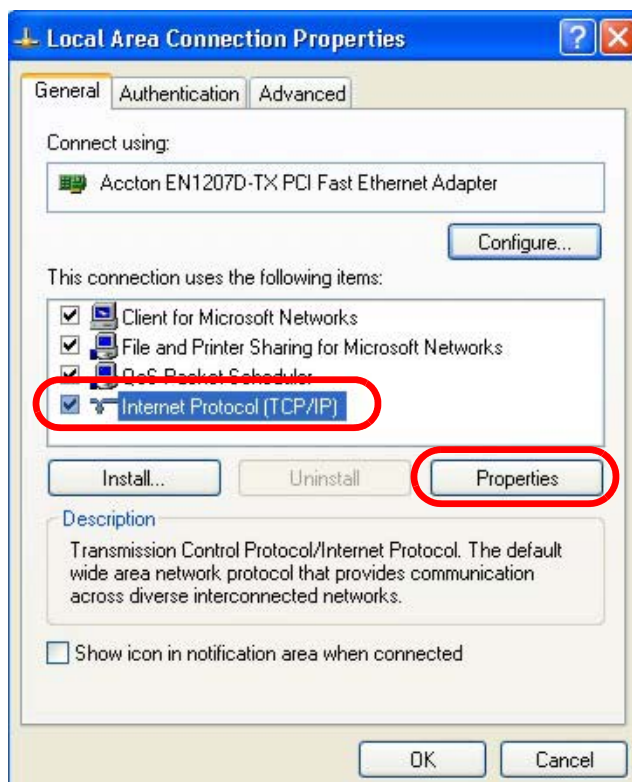 Local Area Connection Properties
General
Authentication
Advanced
Connect using:
Accton EN1207D-TX PCI Fast Ethernet Adapter
Configure...
This connection uses the following items:
Client for Microsoft Networks
File and Printer Sharing for Microsoft Networks
QoS Packet Scheduler
Internet Protocol (TCP/IP)
Install...
Uninstall
Properties
Description
Transmission Control Protocol/Internet Protocol. The default
wide area network protocol that provides communication
across diverse interconnected networks.
Show icon in notification area when connected
OK
Cancel